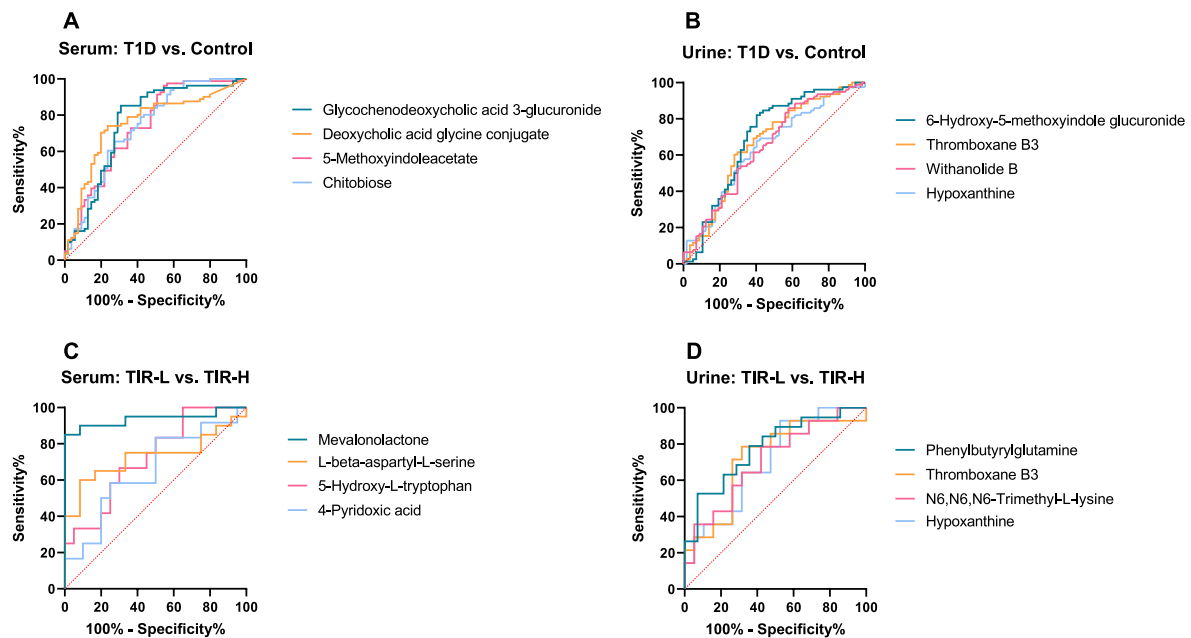 A
Serum: T1D vs. Control
Sensitivity%
100
80
60
40
20
0
0 20 40 60 80 100
100% - Specificity%
Glycochenodeoxycholic acid 3-glucuronide
Deoxycholic acid glycine conjugate
5-Methoxyindoleacetate
Chitobiose
B
Urine: T1D vs. Control
Sensitivity%
100
80
60
40
20
0
0 20 40 60 80 100
100% - Specificity%
6-Hydroxy-5-methoxyindole glucuronide
Thromboxane B3
Withanolide B
Hypoxanthine
C
Serum: TIR-L vs. TIR-H
Sensitivity%
100
80
60
40
20
0
0 20 40 60 80 100
100% - Specificity%
Mevalonolactone
L-beta-aspartyl-L-serine
5-Hydroxy-L-tryptophan
4-Pyridoxic acid
D
Urine: TIR-L vs. TIR-H
Sensitivity%
100
80
60
40
20
0
0 20 40 60 80 100
100% - Specificity%
Phenylbutyrylglutamine
Thromboxane B3
N6,N6,N6-Trimethyl-L-lysine
Hypoxanthine